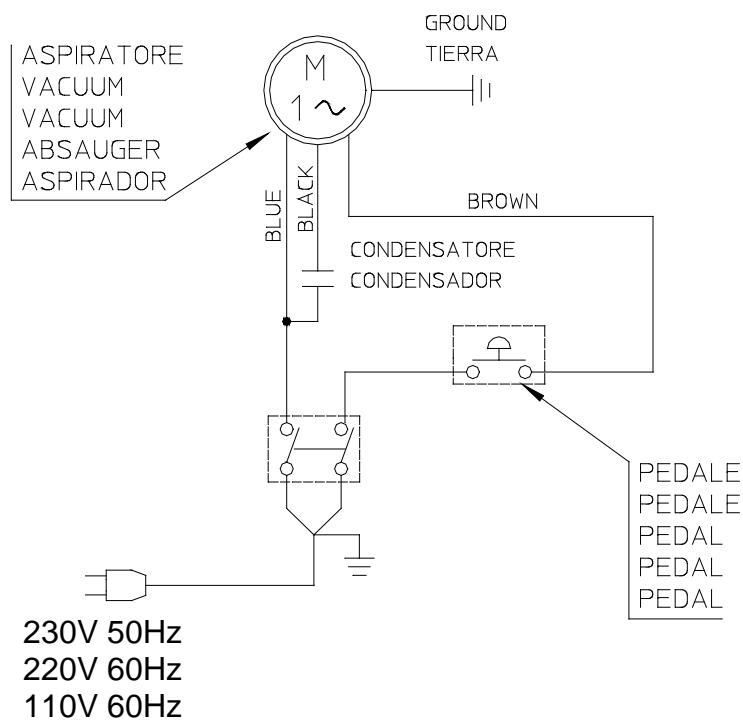 GROUND
TIERRA
ASPIRATORE
VACUUM
VACUUM
ABSAUGER
ASPIRADOR
M
1 ~
BLUE
BLACK
BROWN
CONDENSATORE
CONDENSADOR
PEDALE
PEDALE
PEDAL
PEDAL
PEDAL
230V 50Hz
220V 60Hz
110V 60Hz